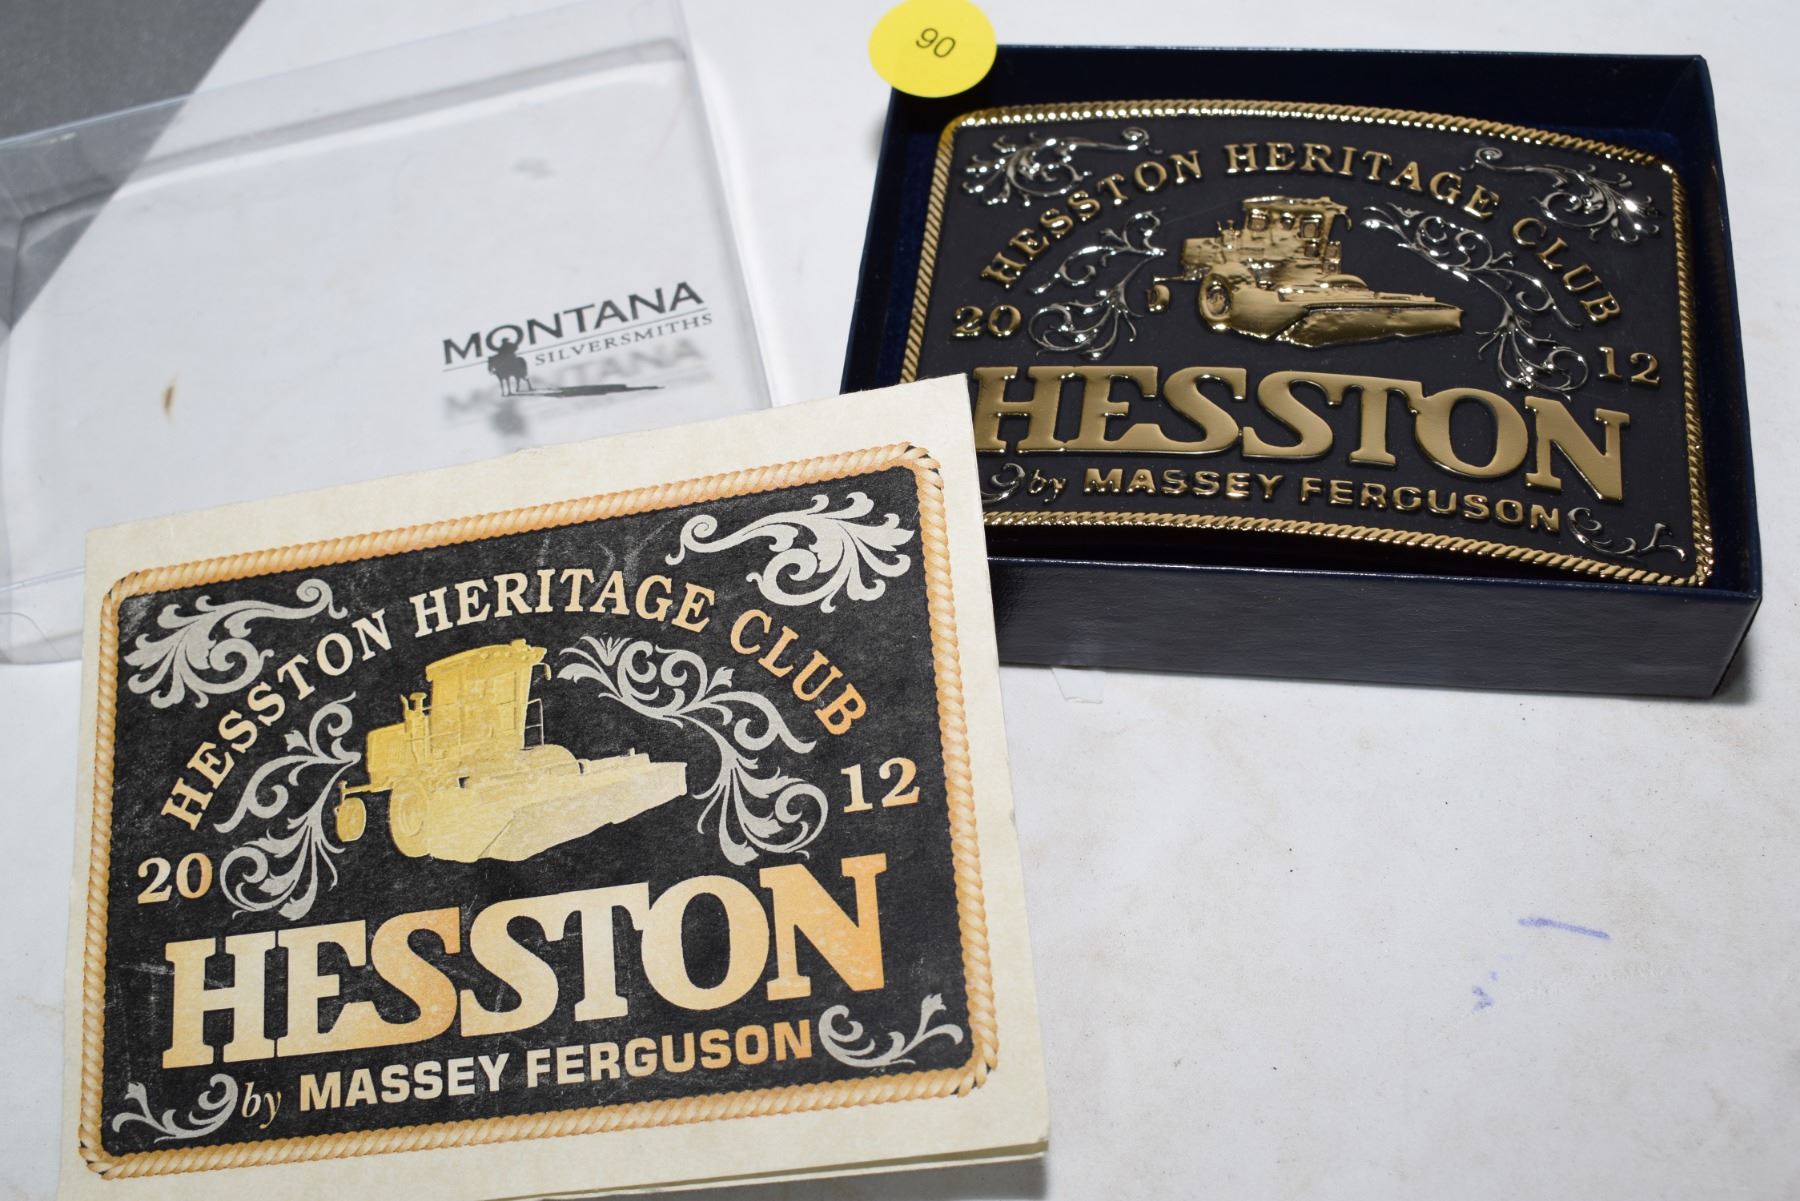 90
MONTANA
SILVERSMITHS
HESSTON HERITAGE CLUB
20 12
HESSTON
by MASSEY FERGUSON
HESSTON HERITAGE CLUB
20 12
HESSTON
by MASSEY FERGUSON